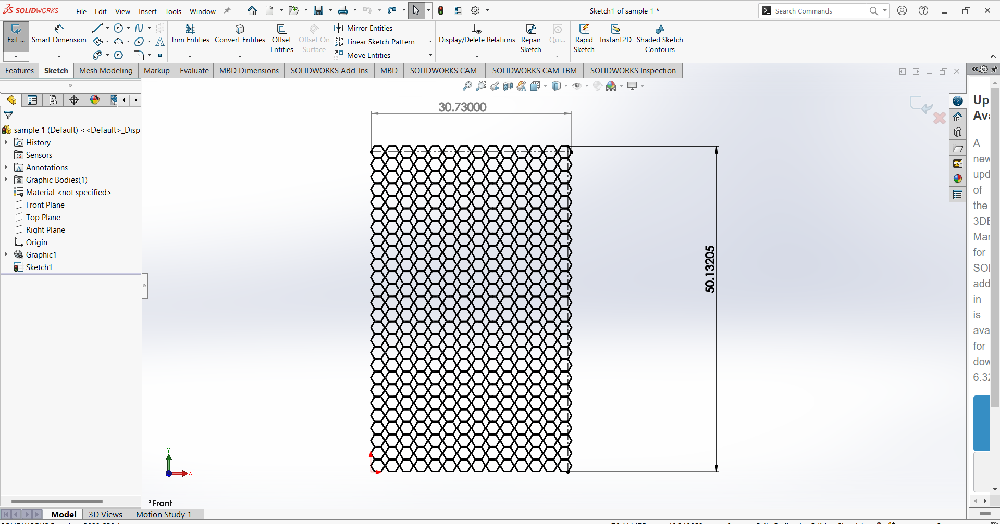 SOLIDWORKS
File Edit View Insert Tools Window
Sketch1 of sample 1 *
Search Commands
Exit ...
Smart Dimension
Trim Entities
Convert Entities
Offset Entities
Offset On Surface
Mirror Entities
Linear Sketch Pattern
Move Entities
Display/Delete Relations
Repair Sketch
Qui...
Rapid Sketch
Instant2D
Shaded Sketch Contours
Features Sketch Mesh Modeling Markup Evaluate MBD Dimensions SOLIDWORKS Add-Ins MBD SOLIDWORKS CAM SOLIDWORKS CAM TBM SOLIDWORKS Inspection
sample 1 (Default) <<Default>_Disp
History
Sensors
Annotations
Graphic Bodies(1)
Material <not specified>
Front Plane
Top Plane
Right Plane
Origin
Graphic1
Sketch1
30.73000
50.13205
Y
X
*Front
Up
Av
A
new
upd
of
the
3DE
Mar
for
SO
add
in
is
ava
for
dow
6.32
Model 3D Views Motion Study 1